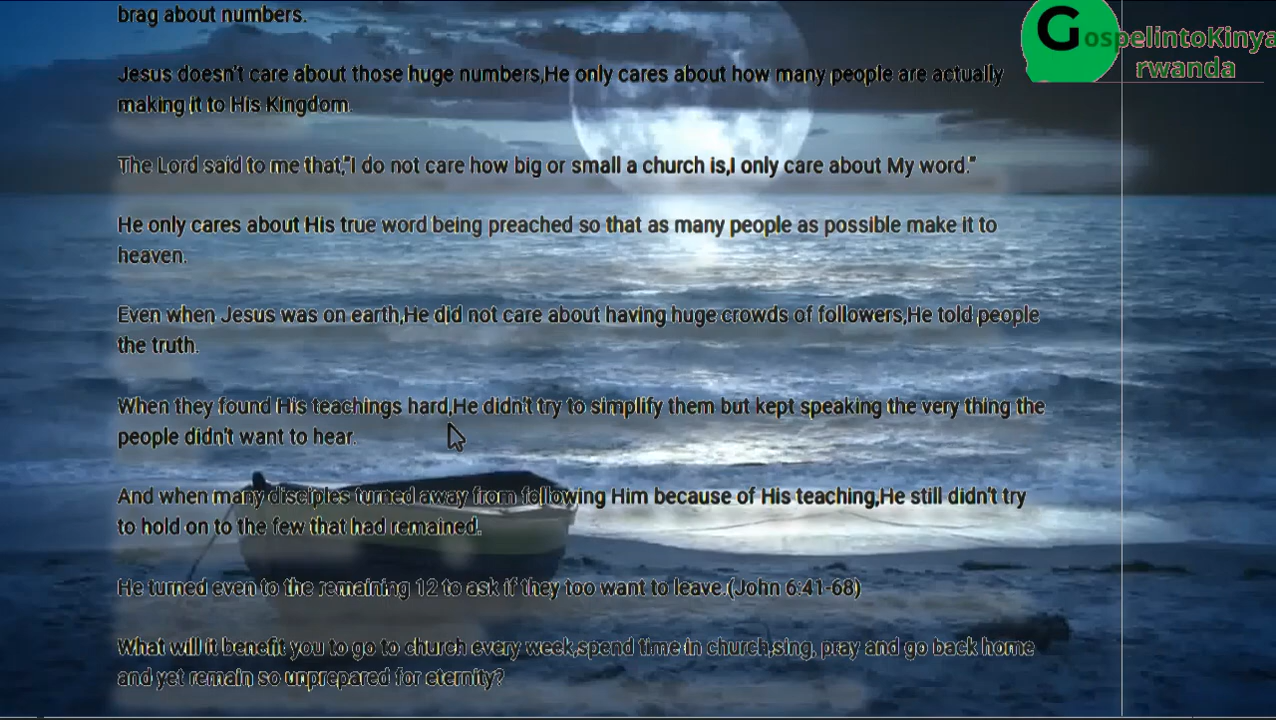 brag about numbers.
GospelintoKinya
rwanda
Jesus doesn't care about those huge numbers,He only cares about how many people are actually
making it to His Kingdom.
The Lord said to me that,"I do not care how big or small a church is,I only care about My word."
He only cares about His true word being preached so that as many people as possible make it to
heaven.
Even when Jesus was on earth,He did not care about having huge crowds of followers,He told people
the truth.
When they found His teachings hard,He didn't try to simplify them but kept speaking the very thing the
people didn't want to hear.
And when many disciples turned away from following Him because of His teaching,He still didn't try
to hold on to the few that had remained.
He turned even to the remaining 12 to ask if they too want to leave.(John 6:41-68)
What will it benefit you to go to church every week,spend time in church,sing, pray and go back home
and yet remain so unprepared for eternity?